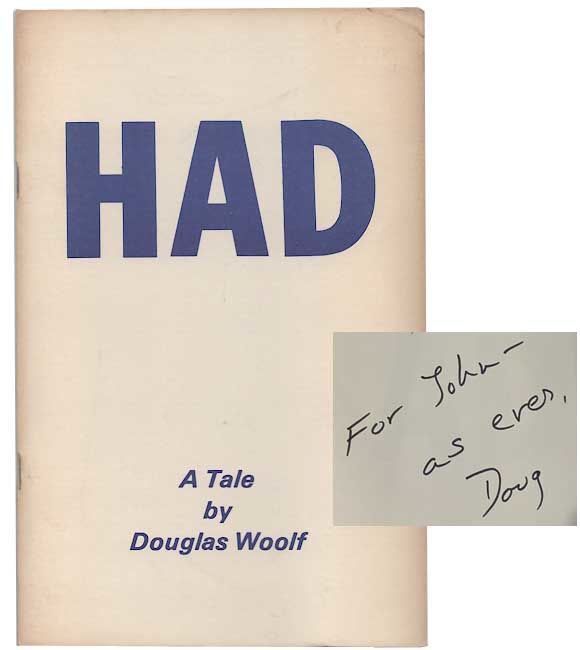 HAD
A Tale
by
Douglas Woolf
For John-
as ever,
Doug